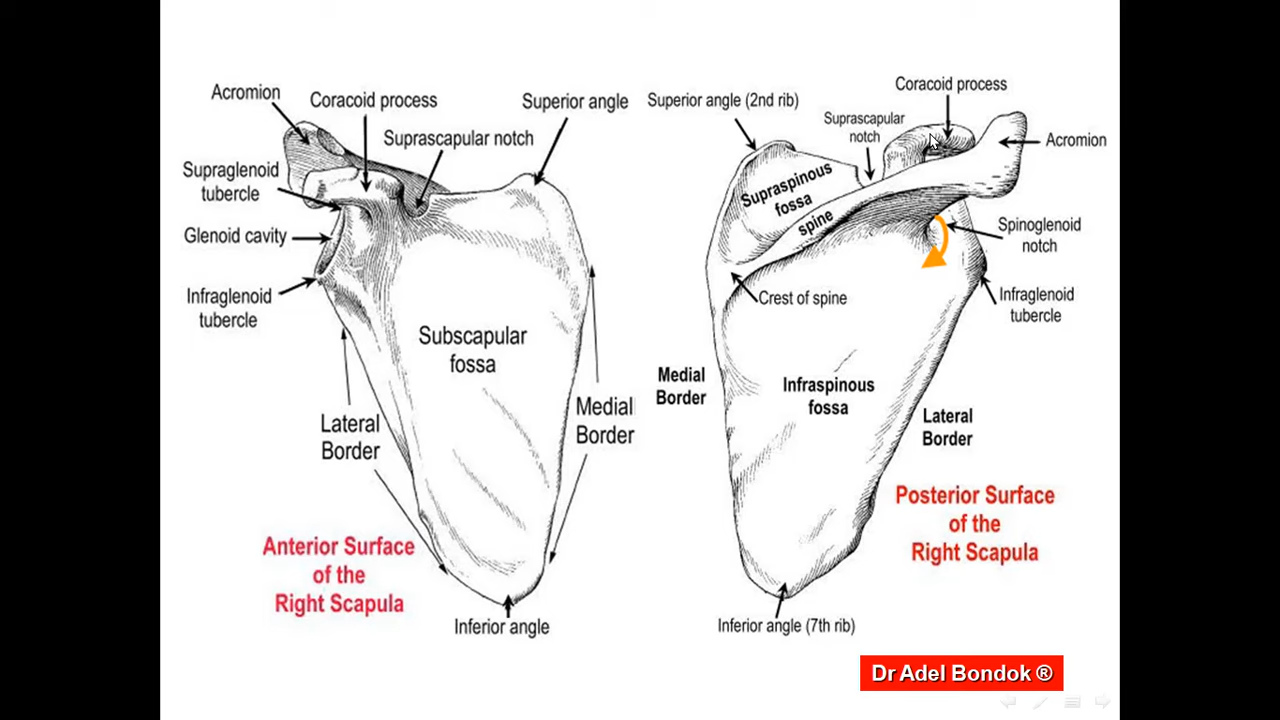 Acromion
Coracoid process
Superior angle
Suprascapular notch
Supraglenoid
tubercle
Glenoid cavity
Infraglenoid
tubercle
Subscapular
fossa
Lateral
Border
Medial
Border
Anterior Surface
of the
Right Scapula
Inferior angle
Superior angle (2nd rib)
Coracoid process
Suprascapular
notch
Acromion
Supraspinous
fossa
spine
Spinoglenoid
notch
Crest of spine
Infraglenoid
tubercle
Medial
Border
Infraspinous
fossa
Lateral
Border
Posterior Surface
of the
Right Scapula
Inferior angle (7th rib)
Dr Adel Bondok ®